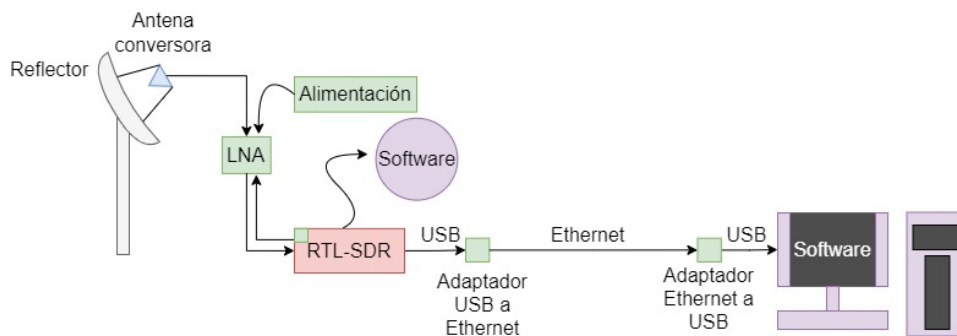 Antena
conversora
Reflector
Alimentación
LNA
Software
RTL-SDR
USB
Ethernet
USB
Software
Adaptador
USB a
Ethernet
Adaptador
Ethernet a
USB